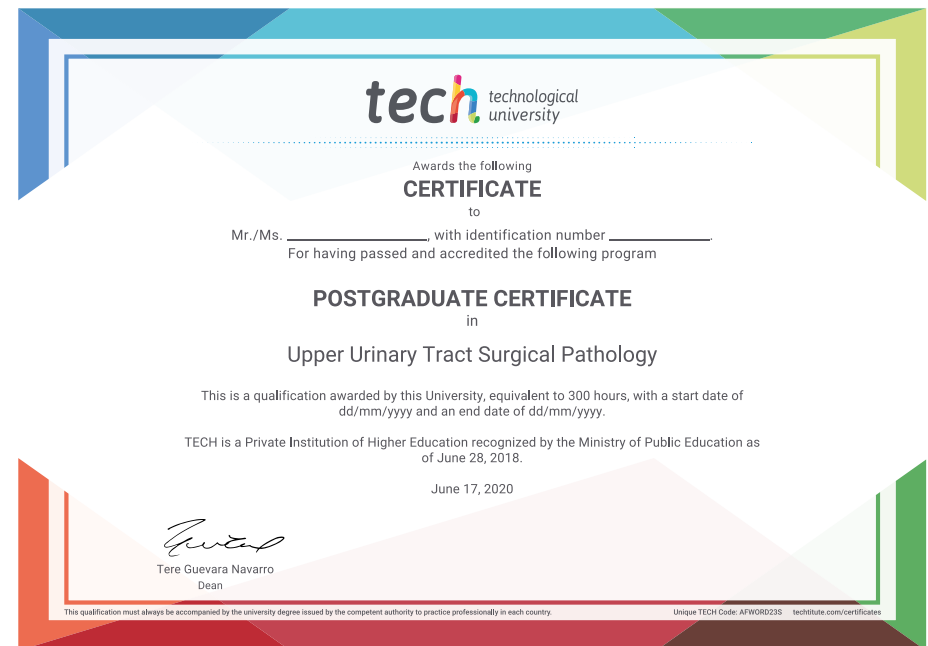 tech technological
university
Awards the following
CERTIFICATE
to
Mr./Ms. ____________________, with identification number ______________.
For having passed and accredited the following program
POSTGRADUATE CERTIFICATE
in
Upper Urinary Tract Surgical Pathology
This is a qualification awarded by this University, equivalent to 300 hours, with a start date of
dd/mm/yyyy and an end date of dd/mm/yyyy.
TECH is a Private Institution of Higher Education recognized by the Ministry of Public Education as
of June 28, 2018.
June 17, 2020
Tere Guevara Navarro
Dean
This qualification must always be accompanied by the university degree issued by the competent authority to practice professionally in each country.
Unique TECH Code: AFWORD23S techtitute.com/certificates